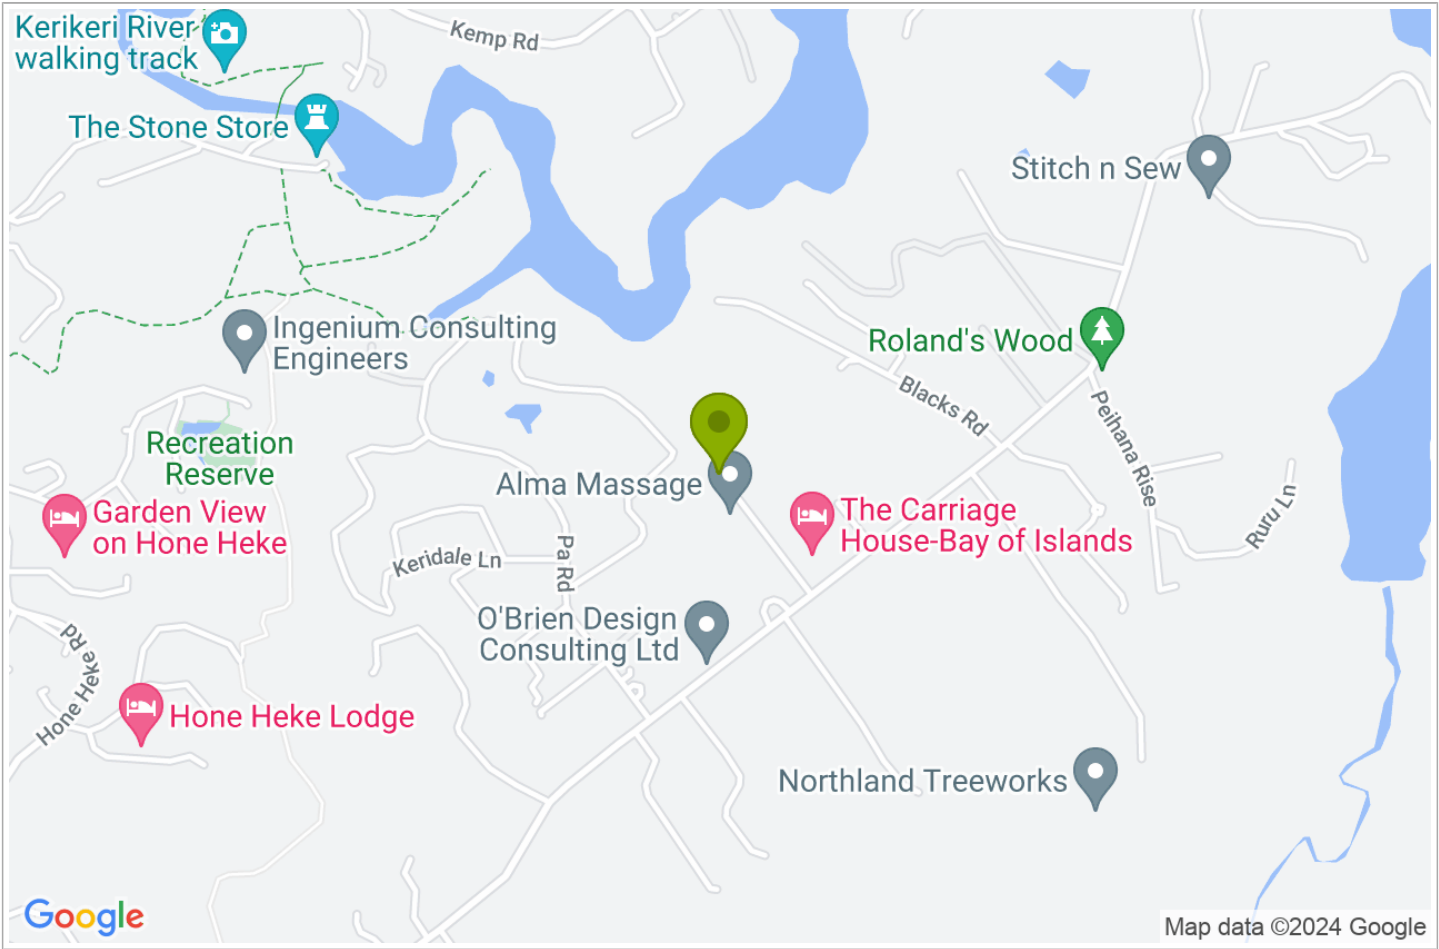 Kerikeri River
walking track
Kemp Rd
The Stone Store
Stitch n Sew
Ingenium Consulting
Engineers
Roland's Wood
Blacks Rd
Peihana Rise
Recreation
Reserve
Alma Massage
Garden View
on Hone Heke
The Carriage
House-Bay of Islands
Ruru Ln
Keridale Ln
Pa Rd
O'Brien Design
Consulting Ltd
Hone Heke Rd
Hone Heke Lodge
Northland Treeworks
Google
Map data ©2024 Google